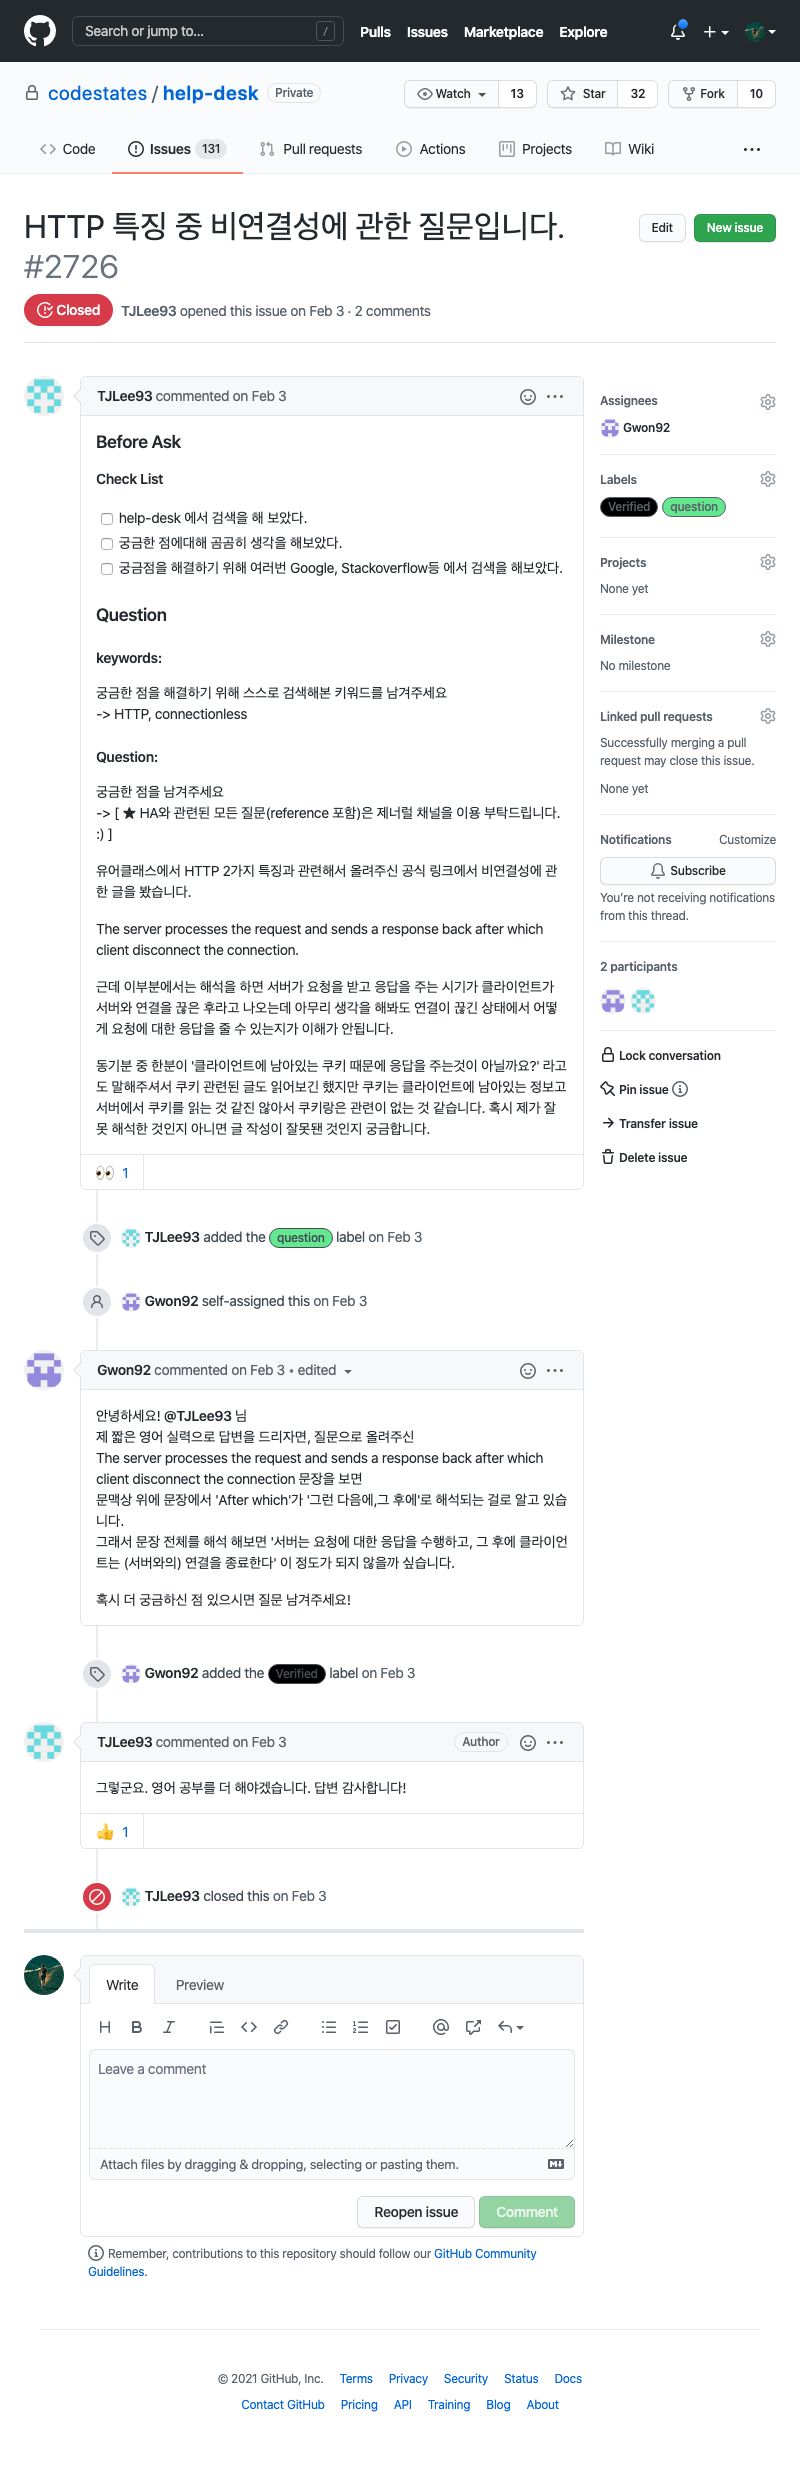 Search or jump to... /
Pulls Issues Marketplace Explore
codestates / help-desk Private
Watch 13 Star 32 Fork 10
Code Issues 131 Pull requests Actions Projects Wiki ...
HTTP 특징 중 비연결성에 관한 질문입니다.
#2726
Edit New issue
Closed TJLee93 opened this issue on Feb 3 · 2 comments
TJLee93 commented on Feb 3
Before Ask
Check List
help-desk 에서 검색을 해 보았다.
궁금한 점에대해 곰곰히 생각을 해보았다.
궁금점을 해결하기 위해 여러번 Google, Stackoverflow등 에서 검색을 해보았다.
Question
keywords:
궁금한 점을 해결하기 위해 스스로 검색해본 키워드를 남겨주세요
-> HTTP, connectionless
Question:
궁금한 점을 남겨주세요
-> [ ★ HA와 관련된 모든 질문(reference 포함)은 제너럴 채널을 이용 부탁드립니다.
:) ]
유어클래스에서 HTTP 2가지 특징과 관련해서 올려주신 공식 링크에서 비연결성에 관
한 글을 봤습니다.
The server processes the request and sends a response back after which
client disconnect the connection.
근데 이부분에서는 해석을 하면 서버가 요청을 받고 응답을 주는 시기가 클라이언트가
서버와 연결을 끊은 후라고 나오는데 아무리 생각을 해봐도 연결이 끊긴 상태에서 어떻
게 요청에 대한 응답을 줄 수 있는지가 이해가 안됩니다.
동기분 중 한분이 '클라이언트에 남아있는 쿠키 때문에 응답을 주는것이 아닐까요?' 라고
도 말해주셔서 쿠키 관련된 글도 읽어보긴 했지만 쿠키는 클라이언트에 남아있는 정보고
서버에서 쿠키를 읽는 것 같진 않아서 쿠키랑은 관련이 없는 것 같습니다. 혹시 제가 잘
못 해석한 것인지 아니면 글 작성이 잘못됀 것인지 궁금합니다.
👀 1
TJLee93 added the question label on Feb 3
Gwon92 self-assigned this on Feb 3
Gwon92 commented on Feb 3 • edited
안녕하세요! @TJLee93 님
제 짧은 영어 실력으로 답변을 드리자면, 질문으로 올려주신
The server processes the request and sends a response back after which
client disconnect the connection 문장을 보면
문맥상 위에 문장에서 'After which'가 '그런 다음에,그 후에'로 해석되는 걸로 알고 있습
니다.
그래서 문장 전체를 해석 해보면 '서버는 요청에 대한 응답을 수행하고, 그 후에 클라이언
트는 (서버와의) 연결을 종료한다' 이 정도가 되지 않을까 싶습니다.
혹시 더 궁금하신 점 있으시면 질문 남겨주세요!
Gwon92 added the Verified label on Feb 3
TJLee93 commented on Feb 3 Author
그렇군요. 영어 공부를 더 해야겠습니다. 답변 감사합니다!
👍 1
TJLee93 closed this on Feb 3
Write Preview
H B I
Leave a comment
Attach files by dragging & dropping, selecting or pasting them.
Reopen issue Comment
Remember, contributions to this repository should follow our GitHub Community
Guidelines.
Assignees
Gwon92
Labels
Verified question
Projects
None yet
Milestone
No milestone
Linked pull requests
Successfully merging a pull
request may close this issue.
None yet
Notifications Customize
Subscribe
You're not receiving notifications
from this thread.
2 participants
Lock conversation
Pin issue
Transfer issue
Delete issue
© 2021 GitHub, Inc. Terms Privacy Security Status Docs
Contact GitHub Pricing API Training Blog About